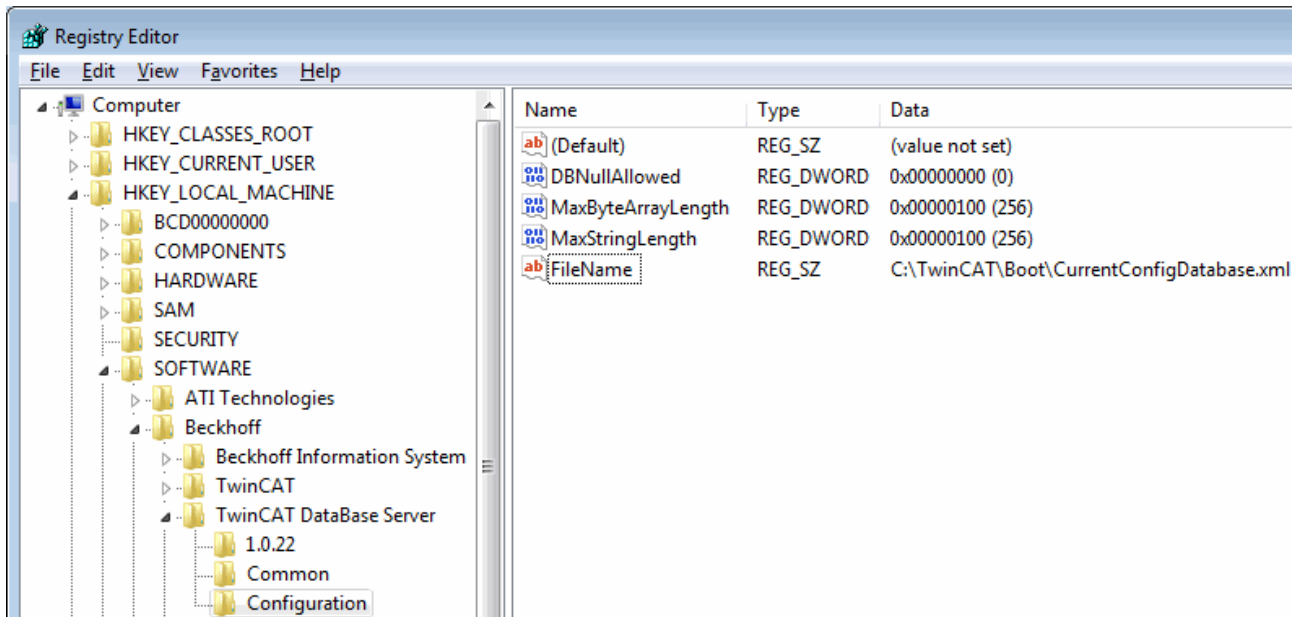 Registry Editor
File Edit View Favorites Help
Computer
HKEY_CLASSES_ROOT
HKEY_CURRENT_USER
HKEY_LOCAL_MACHINE
BCD00000000
COMPONENTS
HARDWARE
SAM
SECURITY
SOFTWARE
ATI Technologies
Beckhoff
Beckhoff Information System
TwinCAT
TwinCAT DataBase Server
1.0.22
Common
Configuration
Name Type Data
(Default) REG_SZ (value not set)
DBNullAllowed REG_DWORD 0x00000000 (0)
MaxByteArrayLength REG_DWORD 0x00000100 (256)
MaxStringLength REG_DWORD 0x00000100 (256)
FileName REG_SZ C:\TwinCAT\Boot\CurrentConfigDatabase.xml